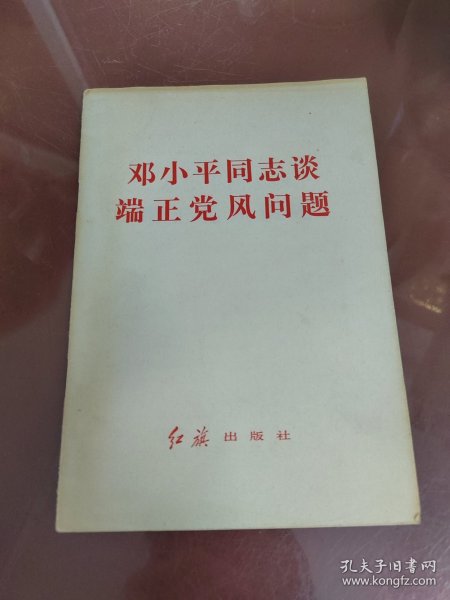 邓小平同志谈
端正党风问题
红旗 出版社
孔夫子旧书网
www.kongfz.com